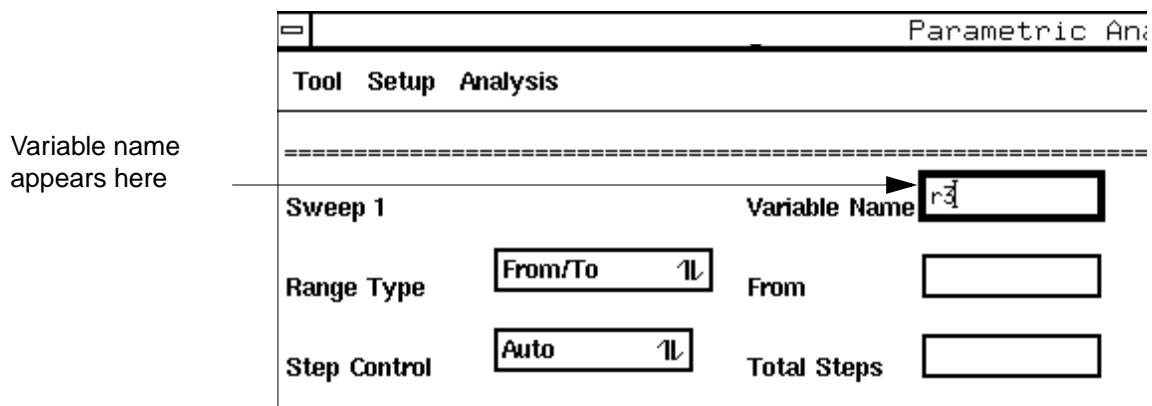 Parametric Ana
Tool Setup Analysis
Variable name
appears here
==============================================================
Sweep 1 Variable Name r3
Range Type From/To From
Step Control Auto Total Steps